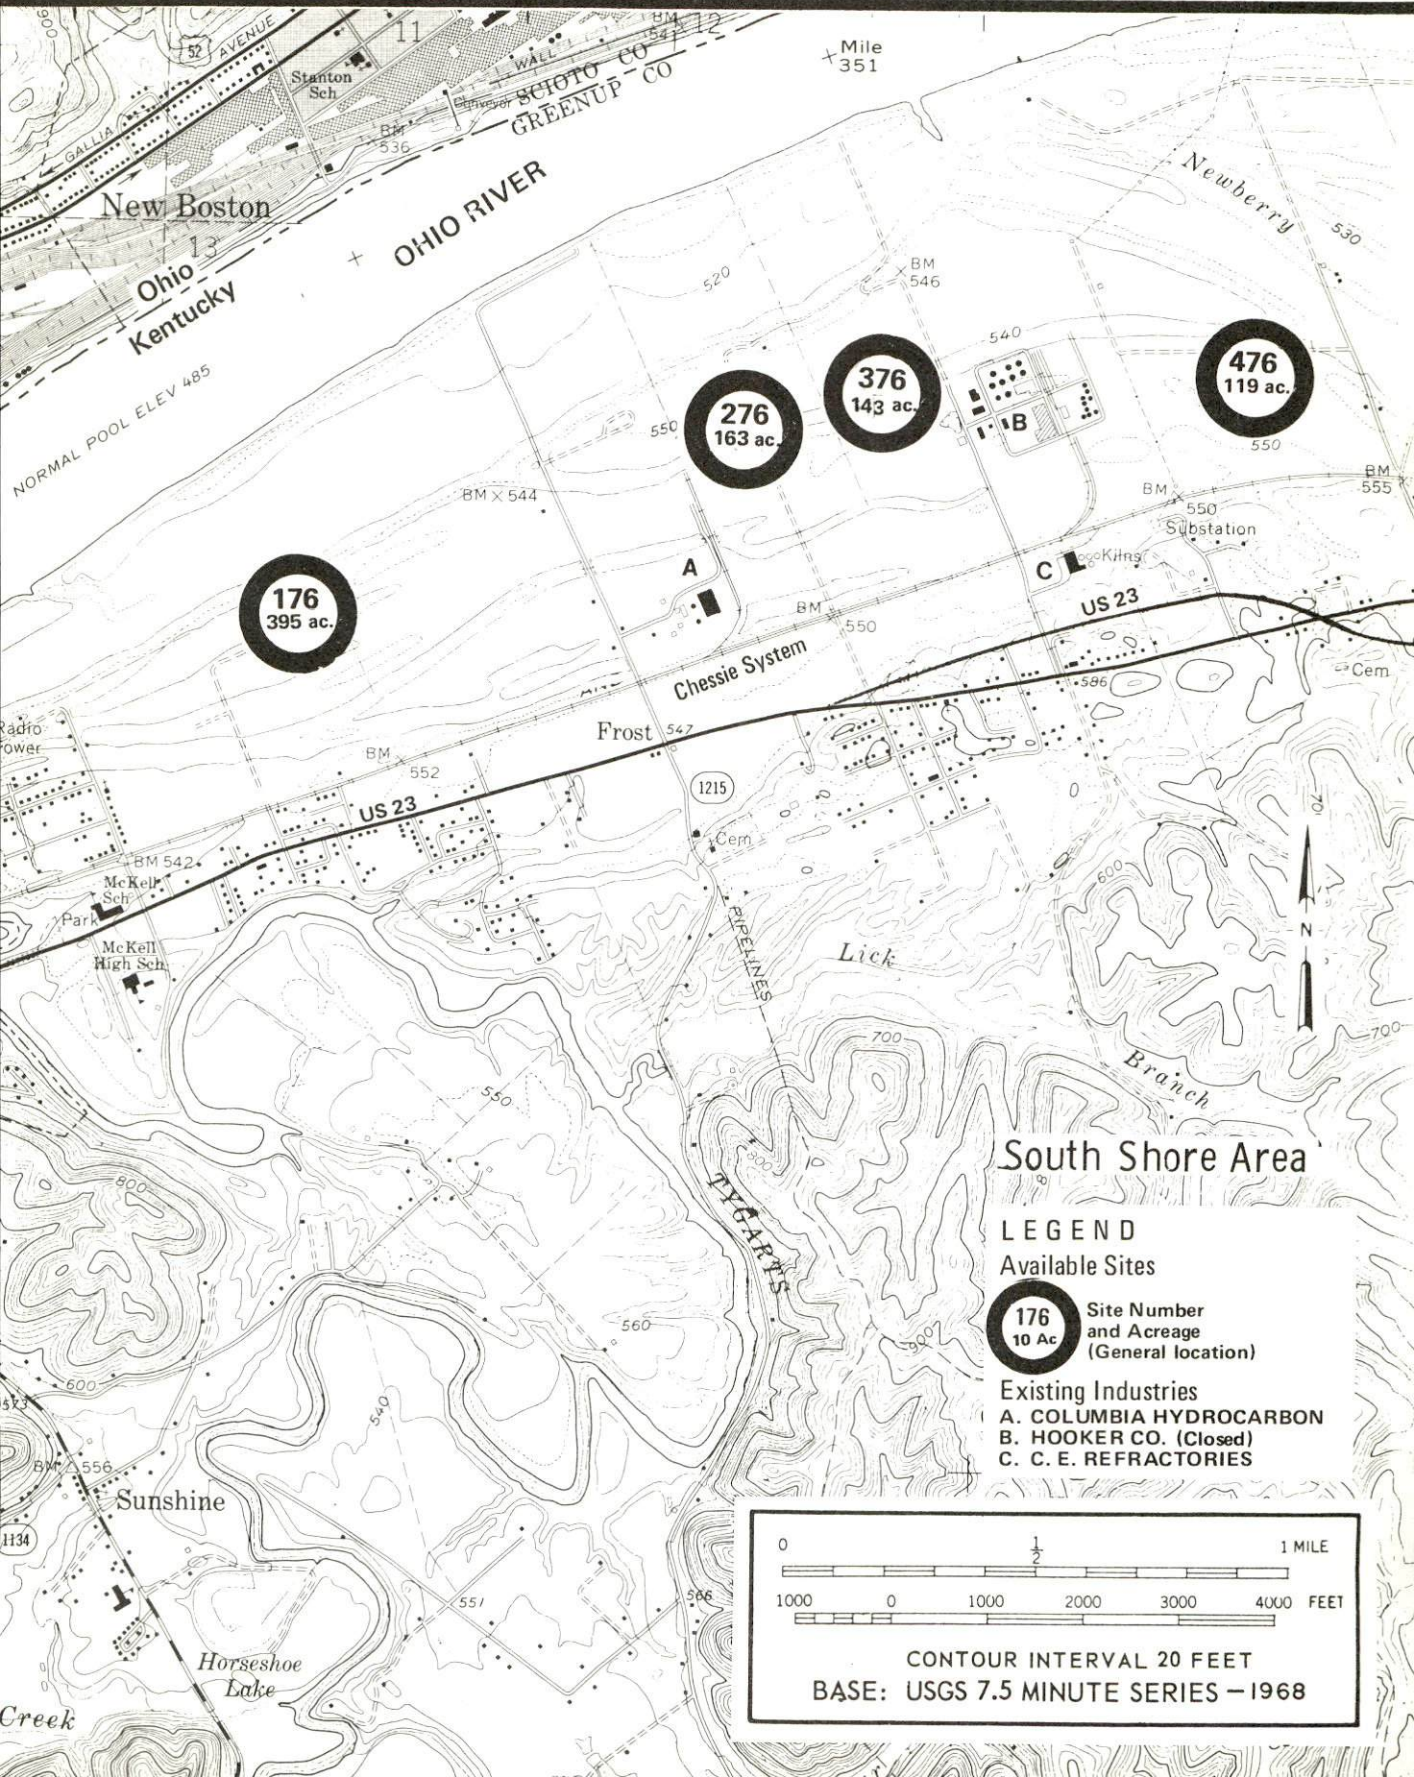 900
52
AVENUE
11
BM
541
12
Mile
351
Stanton
Sch
WALL
SCIOTO CO
GREENUP CO
Conveyor
GALLIA
BM
536
New Boston
13
OHIO RIVER
Newberry
530
Ohio
Kentucky
520
BM
546
NORMAL POOL ELEV 485
540
476
119 ac.
376
143 ac.
276
163 ac.
B
550
550
BM X 544
BM
555
BM
550
Substation
A
C
Kilns
176
395 ac.
US 23
BM
550
Chessie System
Cem
586
Radio
Tower
Frost
547
BM
552
1215
US 23
Cem
BM 542
McKell
Sch
Park
McKell
High Sch
600
N
PIPELINES
Lick
700
700
Branch
550
South Shore Area
800
TYGARTS
LEGEND
Available Sites
176
10 Ac
Site Number
and Acreage
(General location)
560
900
600
Existing Industries
A. COLUMBIA HYDROCARBON
B. HOOKER CO. (Closed)
C. C. E. REFRACTORIES
573
540
BM 556
Sunshine
1134
0
1/2
1 MILE
1000
0
1000
2000
3000
4000 FEET
566
551
Horseshoe
Lake
CONTOUR INTERVAL 20 FEET
BASE: USGS 7.5 MINUTE SERIES – 1968
Creek